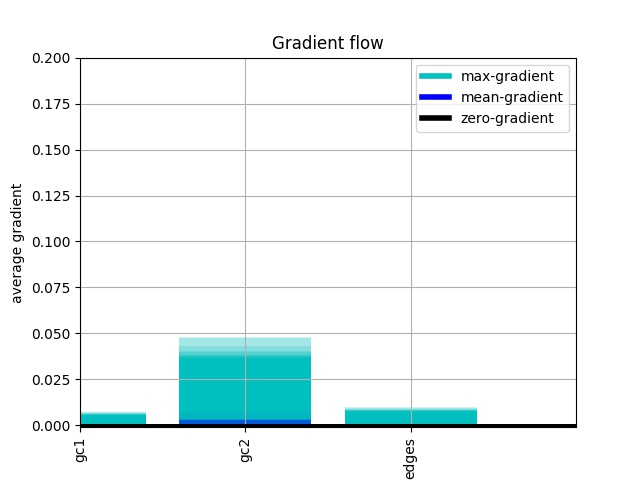 Gradient flow
max-gradient
mean-gradient
zero-gradient
average gradient
0.200
0.175
0.150
0.125
0.100
0.075
0.050
0.025
0.000
gc1
gc2
edges